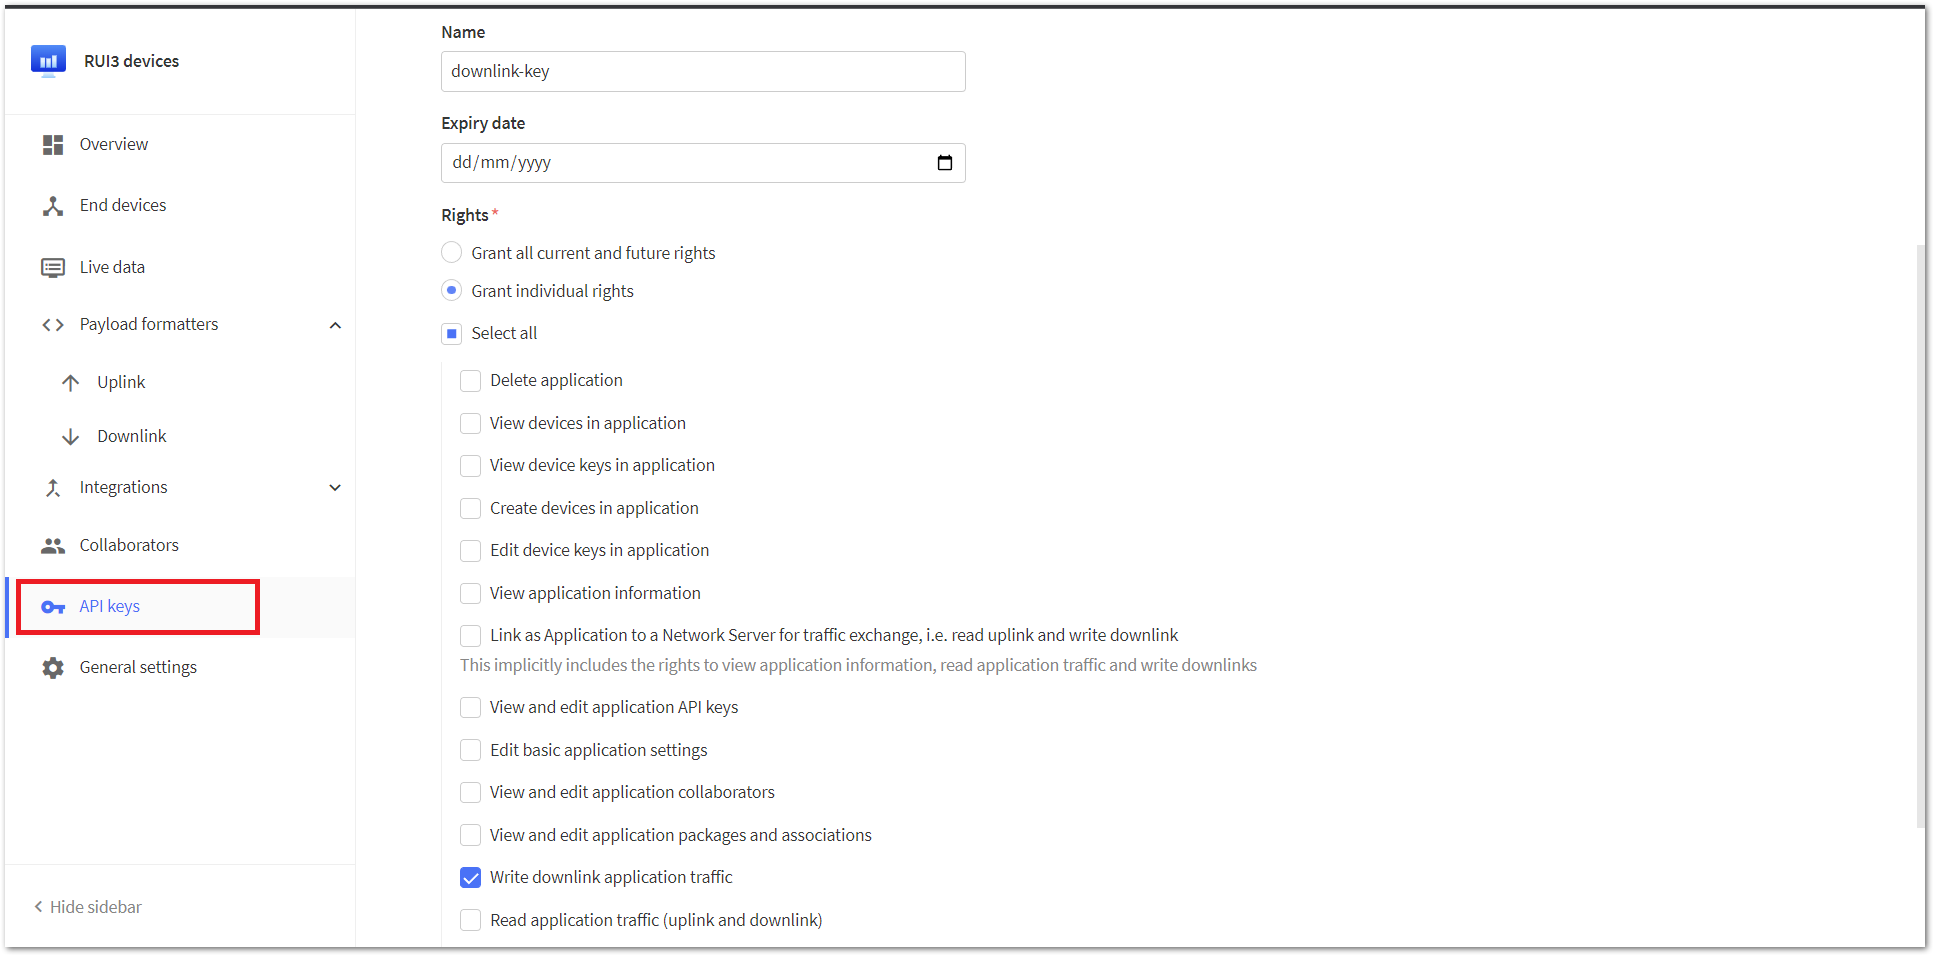 RUI3 devices
Overview
End devices
Live data
Payload formatters
Uplink
Downlink
Integrations
Collaborators
API keys
General settings
Hide sidebar
Name
downlink-key
Expiry date
dd/mm/yyyy
Rights *
Grant all current and future rights
Grant individual rights
Select all
Delete application
View devices in application
View device keys in application
Create devices in application
Edit device keys in application
View application information
Link as Application to a Network Server for traffic exchange, i.e. read uplink and write downlink
This implicitly includes the rights to view application information, read application traffic and write downlinks
View and edit application API keys
Edit basic application settings
View and edit application collaborators
View and edit application packages and associations
Write downlink application traffic
Read application traffic (uplink and downlink)